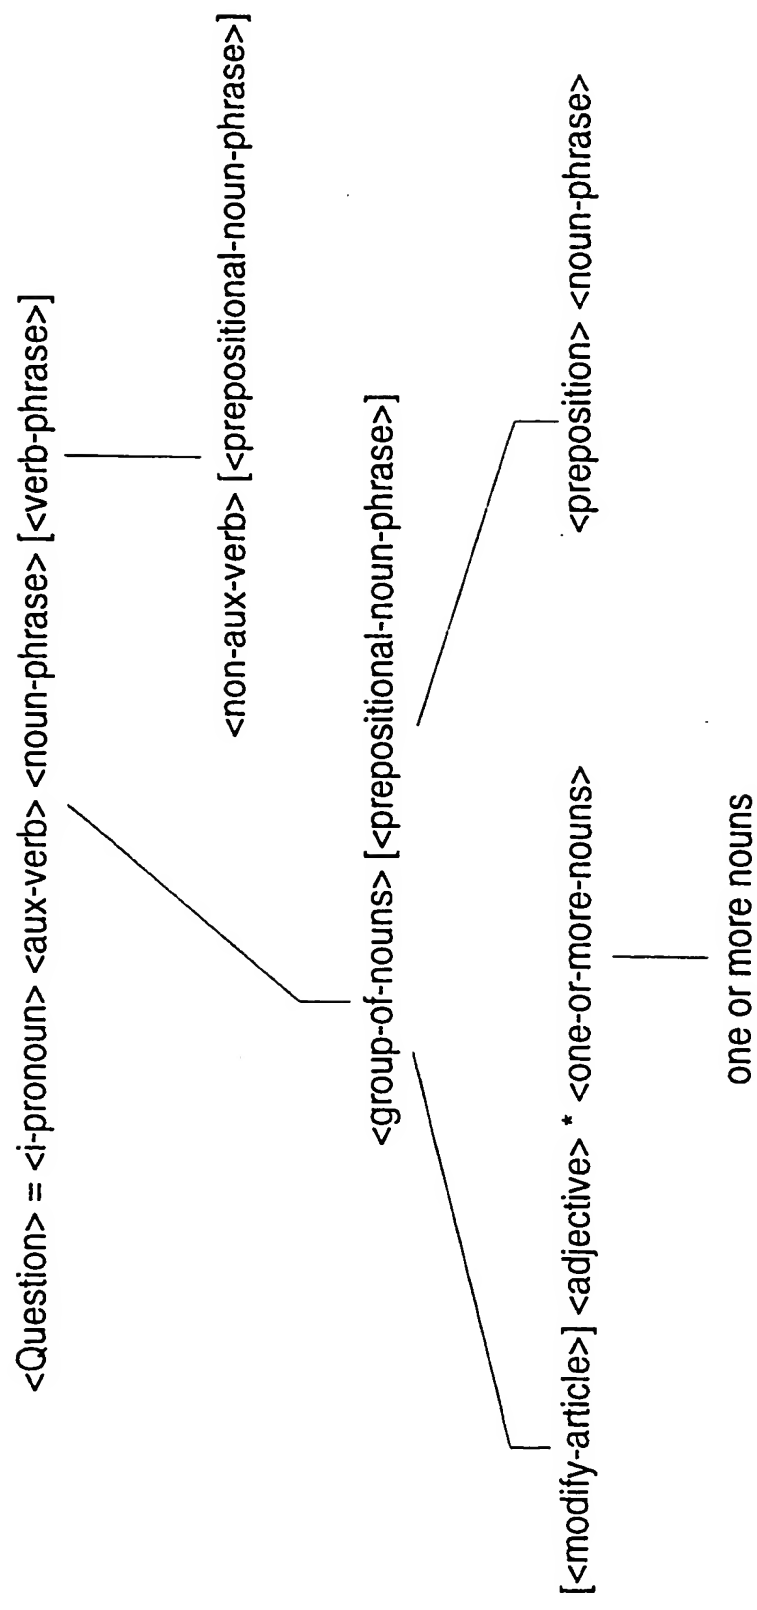 <Question> = <i-pronoun> <aux-verb> <noun-phrase> [<verb-phrase>]
<non-aux-verb> [<prepositional-noun-phrase>]
<group-of-nouns> [<prepositional-noun-phrase>]
[<modify-article>] <adjective> * <one-or-more-nouns>
<preposition> <noun-phrase>
one or more nouns